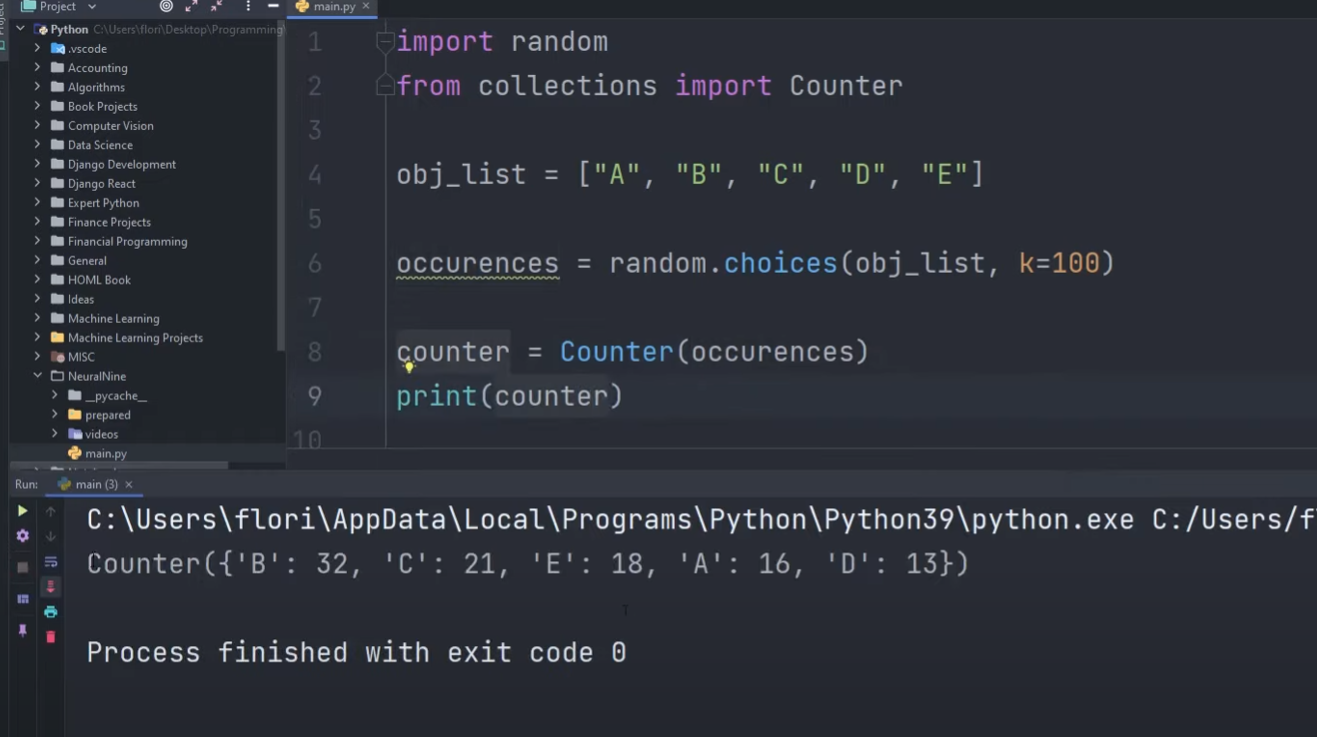 Project
main.py
Python C:\Users\flori\Desktop\Programming
.vscode
Accounting
Algorithms
Book Projects
Computer Vision
Data Science
Django Development
Django React
Expert Python
Finance Projects
Financial Programming
General
HOML Book
Ideas
Machine Learning
Machine Learning Projects
MISC
NeuralNine
__pycache__
prepared
videos
main.py
1 import random
2 from collections import Counter
3
4 obj_list = ["A", "B", "C", "D", "E"]
5
6 occurences = random.choices(obj_list, k=100)
7
8 counter = Counter(occurences)
9 print(counter)
10
Run: main (3)
C:\Users\flori\AppData\Local\Programs\Python\Python39\python.exe C:/Users/f
Counter({'B': 32, 'C': 21, 'E': 18, 'A': 16, 'D': 13})
Process finished with exit code 0